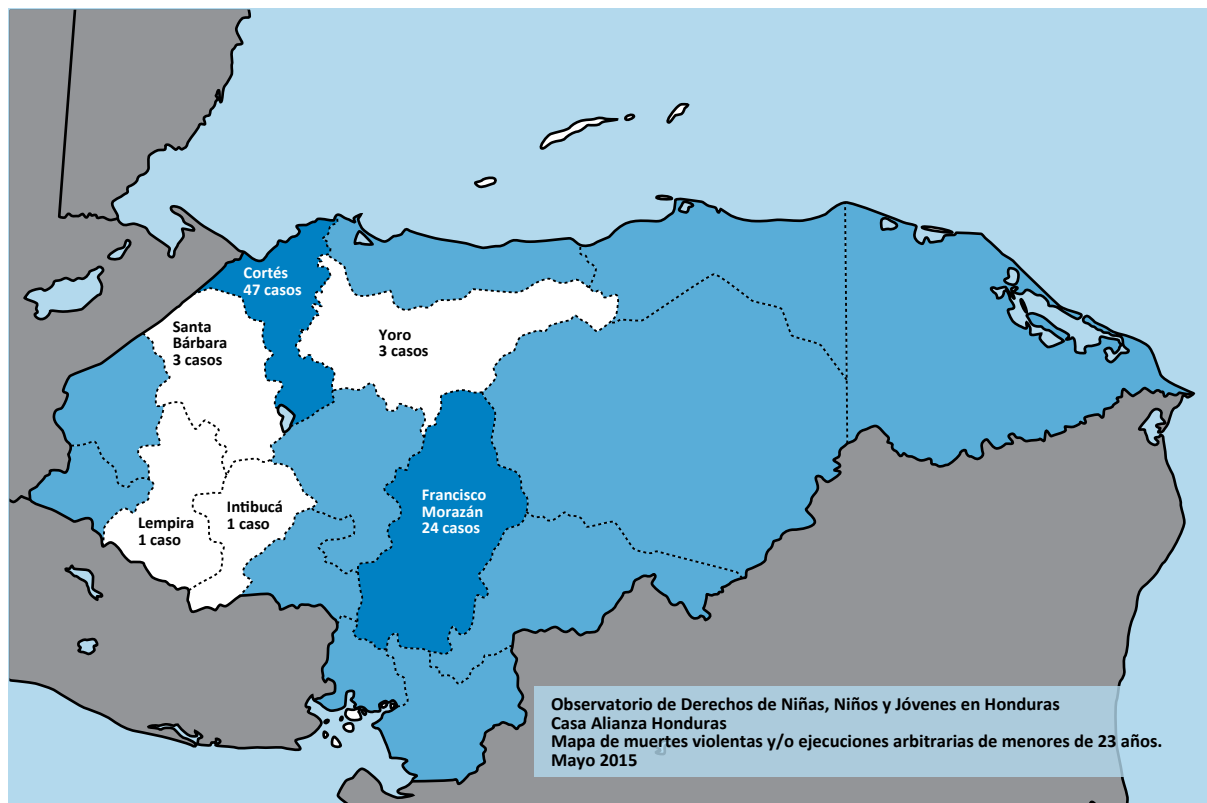 Cortés
47 casos
Santa
Bárbara
3 casos
Yoro
3 casos
Francisco
Morazán
24 casos
Intibucá
1 caso
Lempira
1 caso
Observatorio de Derechos de Niñas, Niños y Jóvenes en Honduras
Casa Alianza Honduras
Mapa de muertes violentas y/o ejecuciones arbitrarias de menores de 23 años.
Mayo 2015